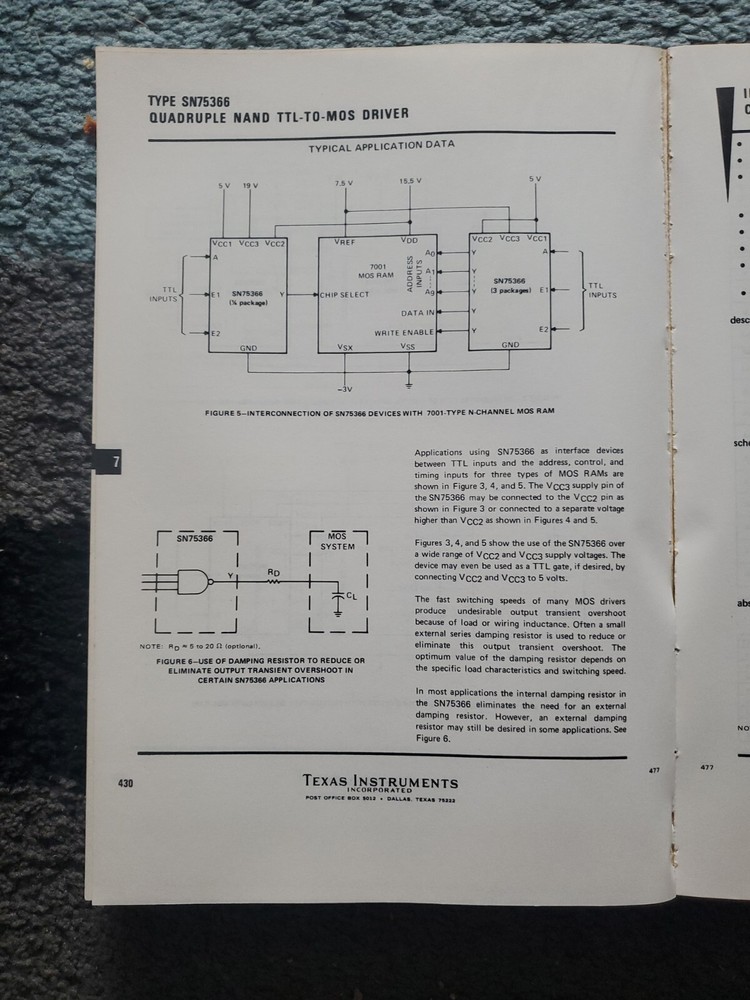 TYPE SN75366
QUADRUPLE NAND TTL-TO-MOS DRIVER
TYPICAL APPLICATION DATA
5 V 19 V 7.5 V 15.5 V 5 V
VCC1 VCC3 VCC2
A
TTL
INPUTS
E1
SN75366
(¼ package)
Y
E2
GND
VREF VDD
7001
MOS RAM
ADDRESS
INPUTS
A0
A1
A9
CHIP SELECT
DATA IN
WRITE ENABLE
VSX VSS
−3V
VCC2 VCC3 VCC1
Y
Y
Y
Y
Y
SN75366
(3 packages)
A
E1
E2
GND
TTL
INPUTS
FIGURE 5—INTERCONNECTION OF SN75366 DEVICES WITH 7001-TYPE N-CHANNEL MOS RAM
7
Applications using SN75366 as interface devices
between TTL inputs and the address, control, and
timing inputs for three types of MOS RAMs are
shown in Figure 3, 4, and 5. The VCC3 supply pin of
the SN75366 may be connected to the VCC2 pin as
shown in Figure 3 or connected to a separate voltage
higher than VCC2 as shown in Figures 4 and 5.
Figures 3, 4, and 5 show the use of the SN75366 over
a wide range of VCC2 and VCC3 supply voltages. The
device may even be used as a TTL gate, if desired, by
connecting VCC2 and VCC3 to 5 volts.
The fast switching speeds of many MOS drivers
produce undesirable output transient overshoot
because of load or wiring inductance. Often a small
external series damping resistor is used to reduce or
eliminate this output transient overshoot. The
optimum value of the damping resistor depends on
the specific load characteristics and switching speed.
In most applications the internal damping resistor in
the SN75366 eliminates the need for an external
damping resistor. However, an external damping
resistor may still be desired in some applications. See
Figure 6.
SN75366
Y
RD
MOS
SYSTEM
CL
NOTE: RD ≈ 5 to 20 Ω (optional).
FIGURE 6—USE OF DAMPING RESISTOR TO REDUCE OR
ELIMINATE OUTPUT TRANSIENT OVERSHOOT IN
CERTAIN SN75366 APPLICATIONS
430
TEXAS INSTRUMENTS
INCORPORATED
POST OFFICE BOX 5012 • DALLAS, TEXAS 75222
477
desc
sche
abs
NO
477